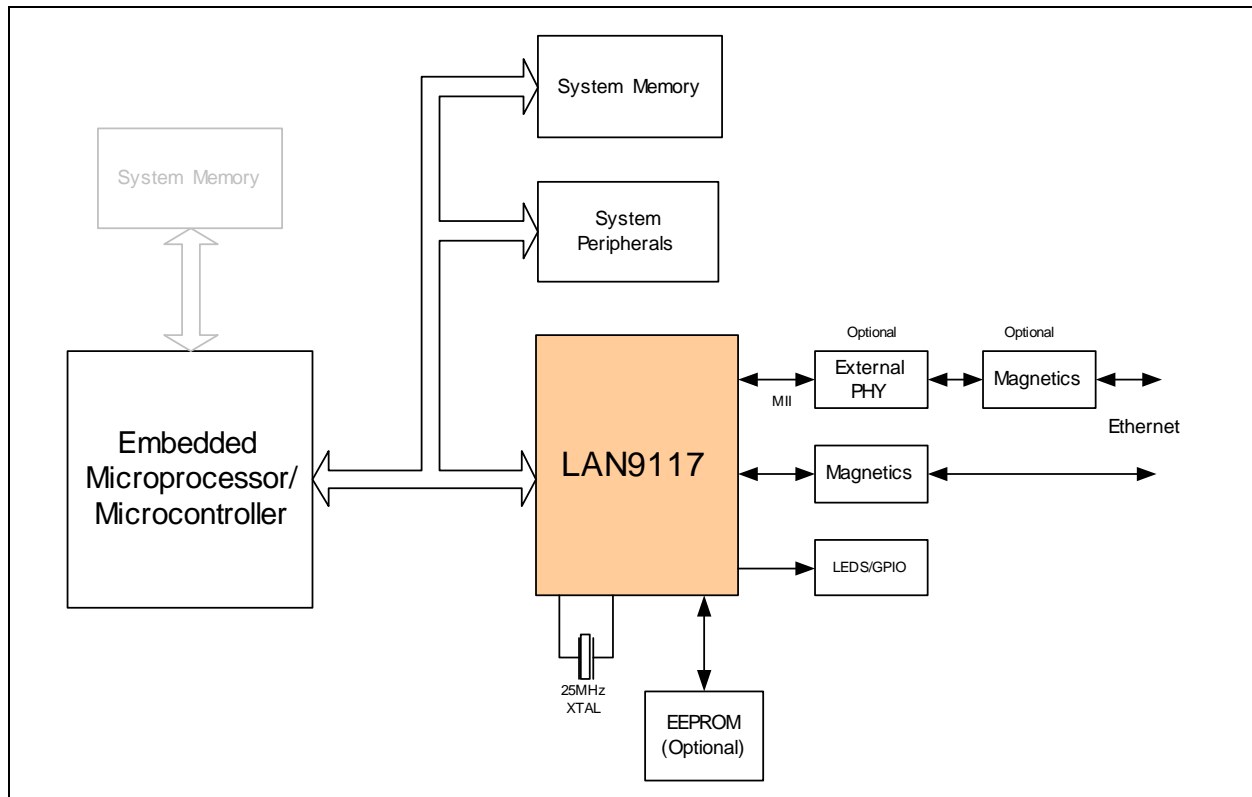 System Memory
System Memory
System
Peripherals
Optional
Optional
External
PHY
Magnetics
MII
Ethernet
Embedded
Microprocessor/
Microcontroller
LAN9117
Magnetics
LEDS/GPIO
25MHz
XTAL
EEPROM
(Optional)